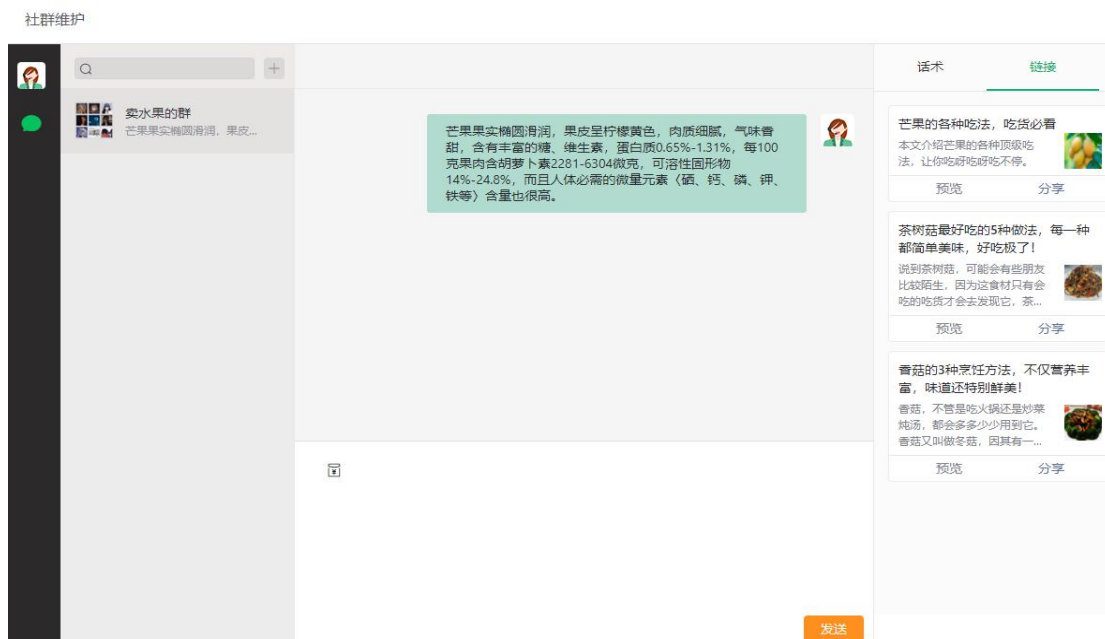 社群维护
卖水果的群
芒果果实椭圆滑润，果皮...
芒果果实椭圆滑润，果皮呈柠檬黄色，肉质细腻，气味香
甜，含有丰富的糖、维生素，蛋白质0.65%-1.31%，每100
克果肉含胡萝卜素2281-6304微克，可溶性固形物
14%-24.8%，而且人体必需的微量元素（硒、钙、磷、钾、
铁等）含量也很高。
发送
话术
链接
芒果的各种吃法，吃货必看
本文介绍芒果的各种顶级吃
法，让你吃呀吃呀吃不停。
预览
分享
茶树菇最好吃的5种做法，每一种
都简单美味，好吃极了！
说到茶树菇，可能会有些朋友
比较陌生，因为这食材只有会
吃的吃货才会去发现它，茶...
预览
分享
香菇的3种烹饪方法，不仅营养丰
富，味道还特别鲜美！
香菇，不管是吃火锅还是炒菜
炖汤，都会多多少少用到它。
香菇又叫做冬菇，因其有一...
预览
分享